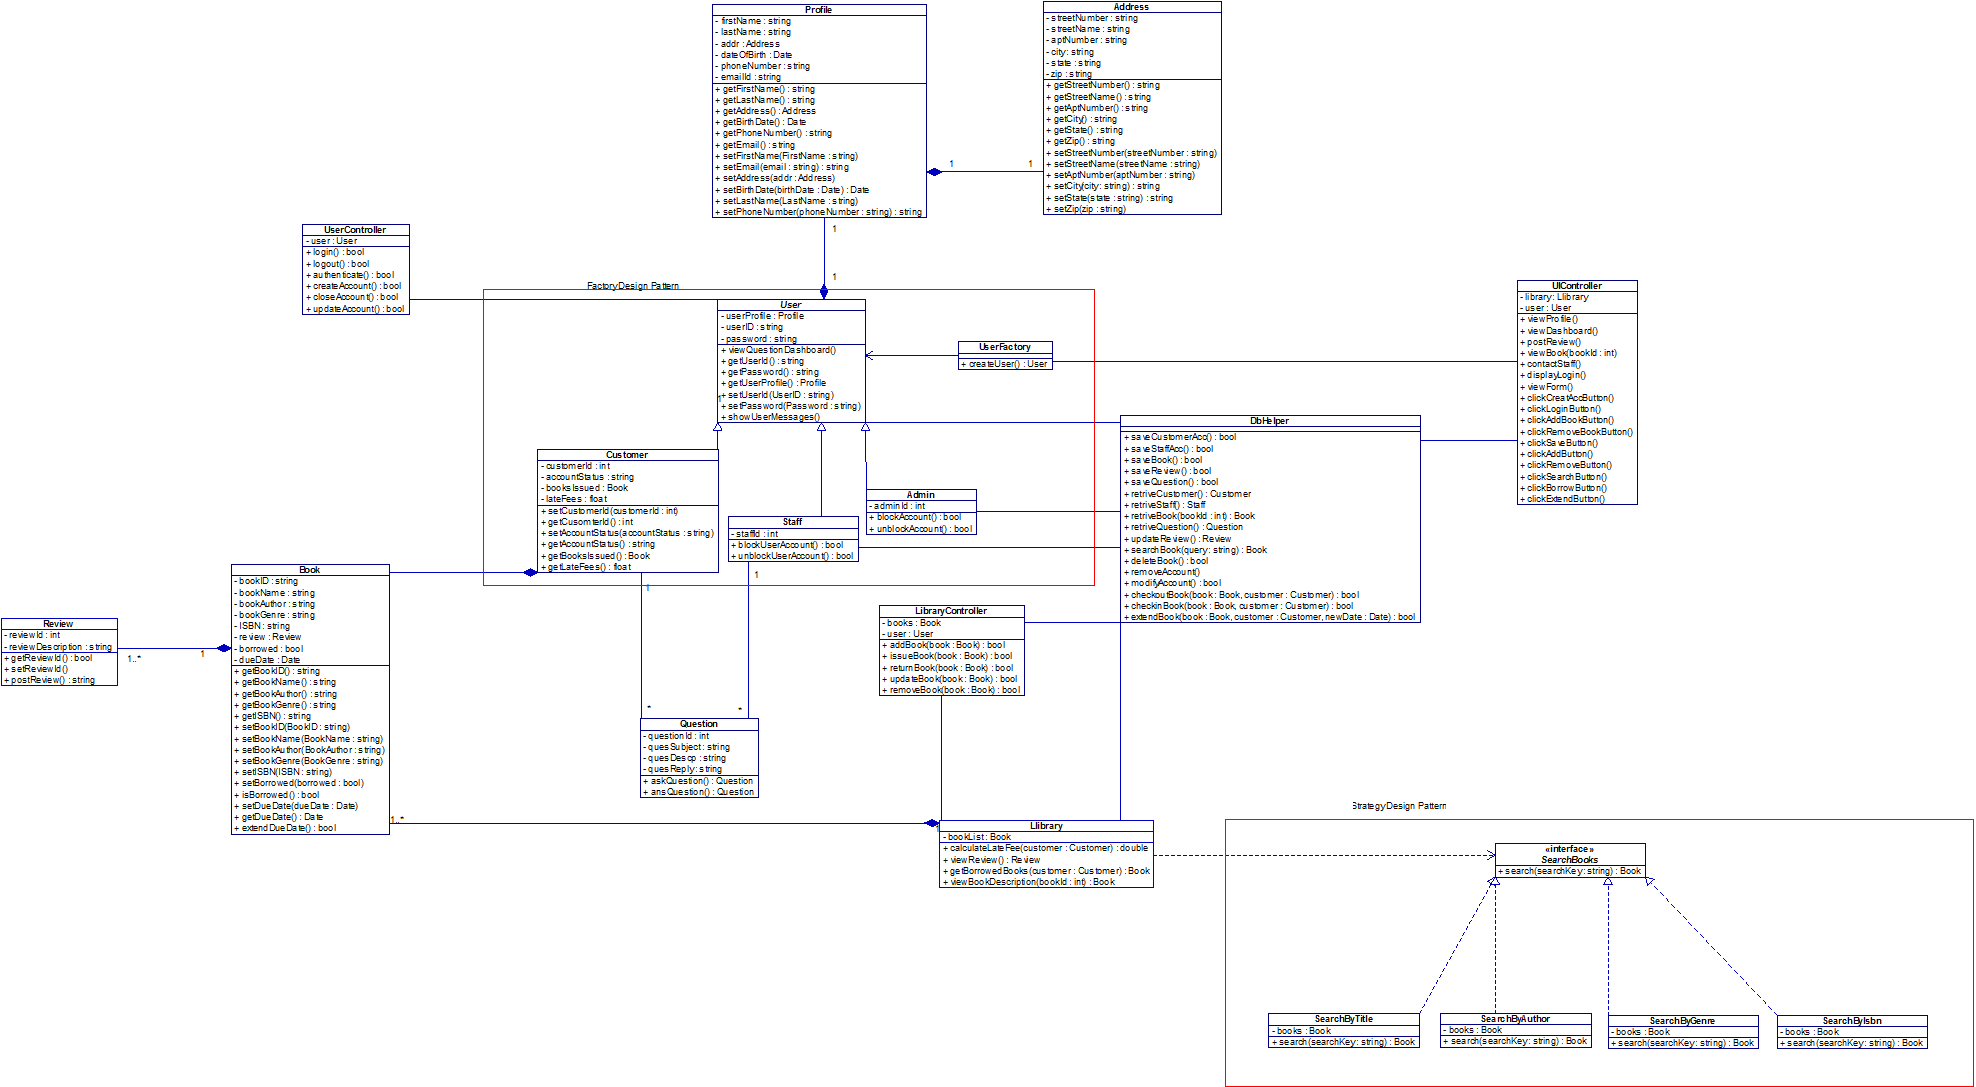 Profile
- firstName : string
- lastName : string
- addr : Address
- dateOfBirth : Date
- phoneNumber : string
- emailId : string
+ getFirstName() : string
+ getLastName() : string
+ getAddress() : Address
+ getBirthDate() : Date
+ getPhoneNumber() : string
+ getEmail() : string
+ setFirstName(FirstName : string)
+ setEmail(email : string) : string
+ setAddress(addr : Address)
+ setBirthDate(birthDate : Date) : Date
+ setLastName(LastName : string)
+ setPhoneNumber(phoneNumber : string) : string
Address
- streetNumber : string
- streetName : string
- aptNumber : string
- city : string
- state : string
- zip : string
+ getStreetNumber() : string
+ getStreetName() : string
+ getAptNumber() : string
+ getCity() : string
+ getState() : string
+ getZip() : string
+ setStreetNumber(streetNumber : string)
+ setStreetName(streetName : string)
+ setAptNumber(aptNumber : string)
+ setCity(city : string) : string
+ setState(state : string) : string
+ setZip(zip : string)
1
1
1
1
UserController
- user : User
+ login() : bool
+ logout() : bool
+ authenticate() : bool
+ createAccount() : bool
+ closeAccount() : bool
+ updateAccount() : bool
FactoryDesign Pattern
User
- userProfile : Profile
- userID : string
- password : string
+ viewQuestionDashboard()
+ getUserId() : string
+ getPassword() : string
+ getUserProfile() : Profile
+ setUserId(UserID : string)
+ setPassword(Password : string)
+ showUserMessages()
1
UserFactory
+ createUser() : User
UIController
- library : Llibrary
- user : User
+ viewProfile()
+ viewDashboard()
+ postReview()
+ viewBook(bookId : int)
+ contactStaff()
+ displayLogin()
+ viewForm()
+ clickCreatAccButton()
+ clickLoginButton()
+ clickAddBookButton()
+ clickRemoveBookButton()
+ clickSaveButton()
+ clickAddButton()
+ clickRemoveButton()
+ clickSearchButton()
+ clickBorrowButton()
+ clickExtendButton()
DbHelper
+ saveCustomerAcc() : bool
+ saveStaffAcc() : bool
+ saveBook() : bool
+ saveReview() : bool
+ saveQuestion() : bool
+ retriveCustomer() : Customer
+ retriveStaff() : Staff
+ retriveBook(bookId : int) : Book
+ retriveQuestion() : Question
+ updateReview() : Review
+ searchBook(query : string) : Book
+ deleteBook() : bool
+ removeAccount()
+ modifyAccount() : bool
+ checkoutBook(book : Book, customer : Customer) : bool
+ checkinBook(book : Book, customer : Customer) : bool
+ extendBook(book : Book, customer : Customer, newDate : Date) : bool
Customer
- customerId : int
- accountStatus : string
- booksIssued : Book
- lateFees : float
+ setCustomerId(customerId : int)
+ getCusomterId() : int
+ setAccountStatus(accountStatus : string)
+ getAccountStatus() : string
+ getBooksIssued() : Book
+ getLateFees() : float
Staff
- staffId : int
+ blockUserAccount() : bool
+ unblockUserAccount() : bool
Admin
- adminId : int
+ blockAccount() : bool
+ unblockAccount() : bool
1
1
*
*
Book
- bookID : string
- bookName : string
- bookAuthor : string
- bookGenre : string
- ISBN : string
- review : Review
- borrowed : bool
- dueDate : Date
+ getBookID() : string
+ getBookName() : string
+ getBookAuthor() : string
+ getBookGenre() : string
+ getISBN() : string
+ setBookID(BookID : string)
+ setBookName(BookName : string)
+ setBookAuthor(BookAuthor : string)
+ setBookGenre(BookGenre : string)
+ setISBN(ISBN : string)
+ setBorrowed(borrowed : bool)
+ isBorrowed() : bool
+ setDueDate(dueDate : Date)
+ getDueDate() : Date
+ extendDueDate() : bool
Review
- reviewId : int
- reviewDescription : string
+ getReviewId() : bool
+ setReviewId()
+ postReview() : string
1..*
1
LibraryController
- books : Book
- user : User
+ addBook(book : Book) : bool
+ issueBook(book : Book) : bool
+ returnBook(book : Book) : bool
+ updateBook(book : Book) : bool
+ removeBook(book : Book) : bool
Question
- questionId : int
- quesSubject : string
- quesDescp : string
- quesReply : string
+ askQuestion() : Question
+ ansQuestion() : Question
1..*
1
Llibrary
- bookList : Book
+ calculateLateFee(customer : Customer) : double
+ viewReview() : Review
+ getBorrowedBooks(customer : Customer) : Book
+ viewBookDescription(bookId : int) : Book
StrategyDesign Pattern
«interface»
SearchBooks
+ search(searchKey : string) : Book
SearchByTitle
- books : Book
+ search(searchKey : string) : Book
SearchByAuthor
- books : Book
+ search(searchKey : string) : Book
SearchByGenre
- books : Book
+ search(searchKey : string) : Book
SearchByIsbn
- books : Book
+ search(searchKey : string) : Book